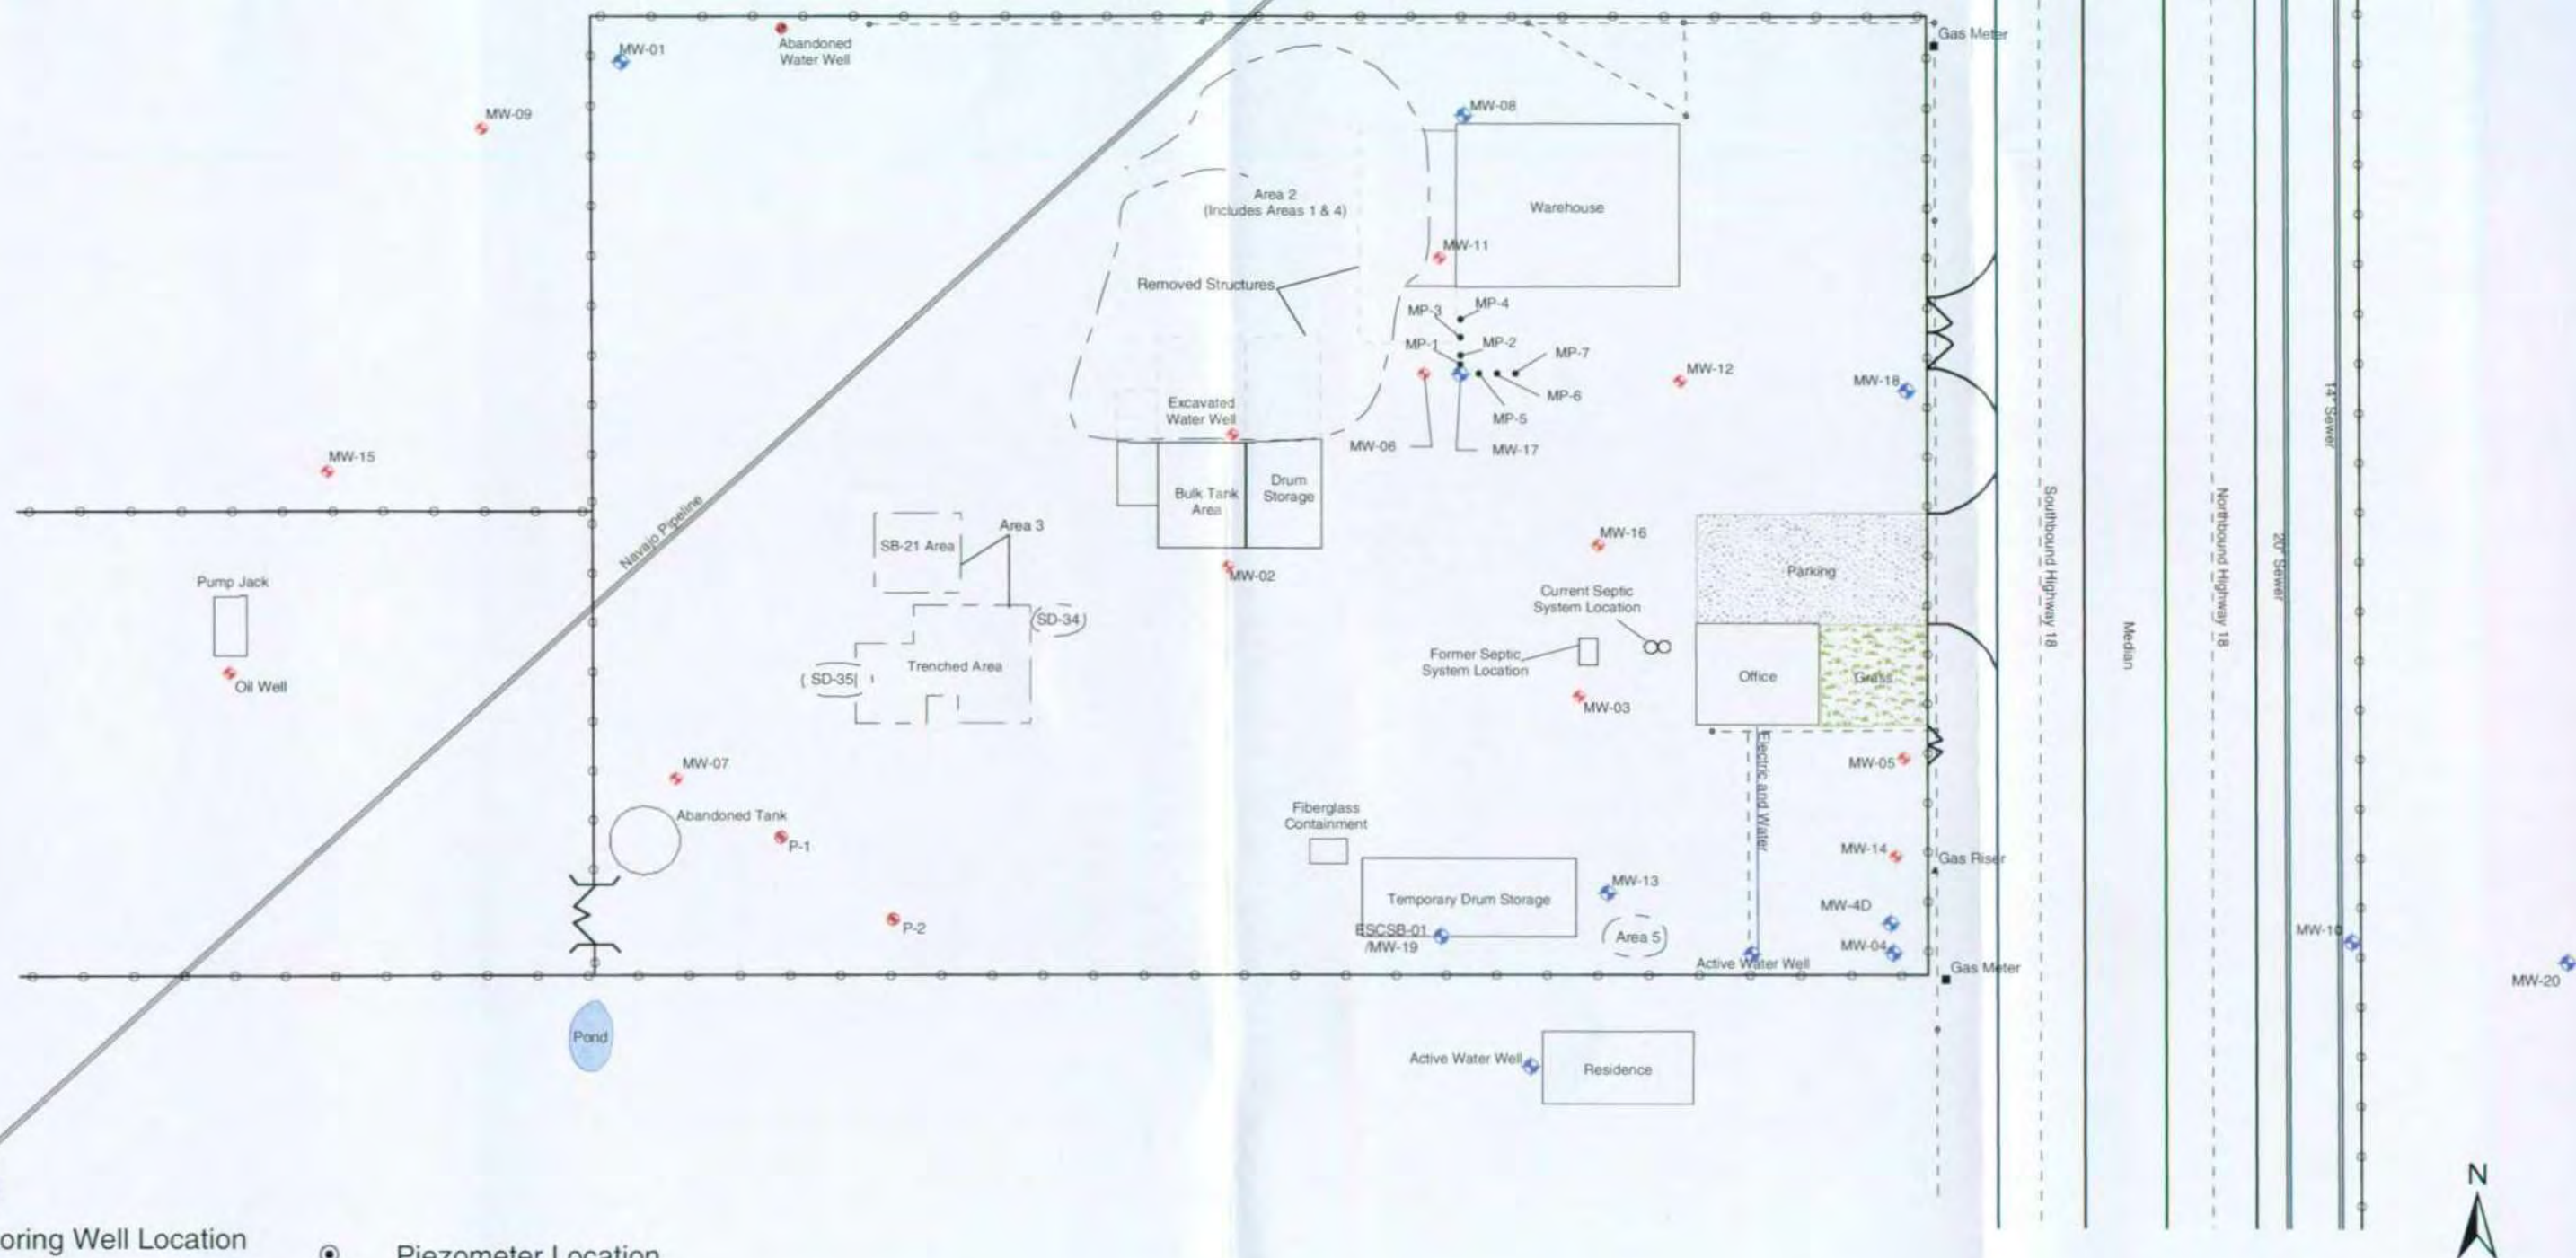 Gas Meter
MW-01
Abandoned
Water Well
MW-09
MW-08
Area 2
(Includes Areas 1 & 4)
Warehouse
MW-11
Removed Structures
MP-3
MP-4
MP-1
MP-2
MP-7
MW-12
MW-18
MP-6
MP-5
Excavated
Water Well
MW-06
MW-17
14" Sewer
MW-15
Bulk Tank
Area
Drum
Storage
Navajo Pipeline
SB-21 Area
Area 3
MW-16
Southbound Highway 18
Northbound Highway 18
20" Sewer
Median
Parking
MW-02
Pump Jack
Current Septic
System Location
SD-34
Former Septic
System Location
Trenched Area
SD-35
Office
Grass
Oil Well
MW-03
MW-07
MW-05
Electric and Water
Abandoned Tank
Fiberglass
Containment
P-1
MW-14
Gas Riser
MW-13
Temporary Drum Storage
MW-4D
P-2
ESCSB-01
/MW-19
Area 5
MW-04
MW-10
Active Water Well
Gas Meter
MW-20
Pond
Active Water Well
Residence
N
oring Well Location
Piezometer Location